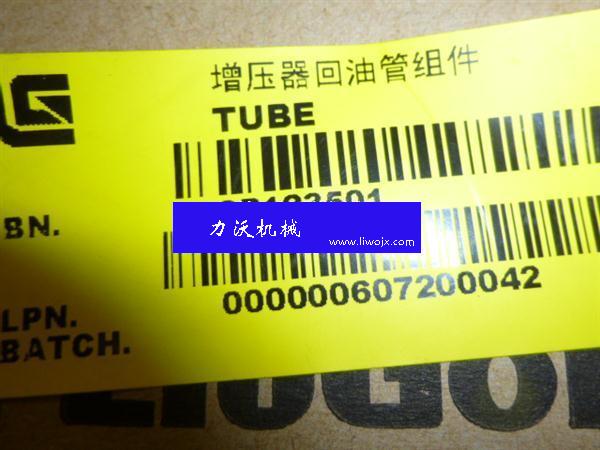 增压器回油管组件
TUBE
BN.
力沃机械
www.liwojx.com
000000607200042
LPN.
BATCH.